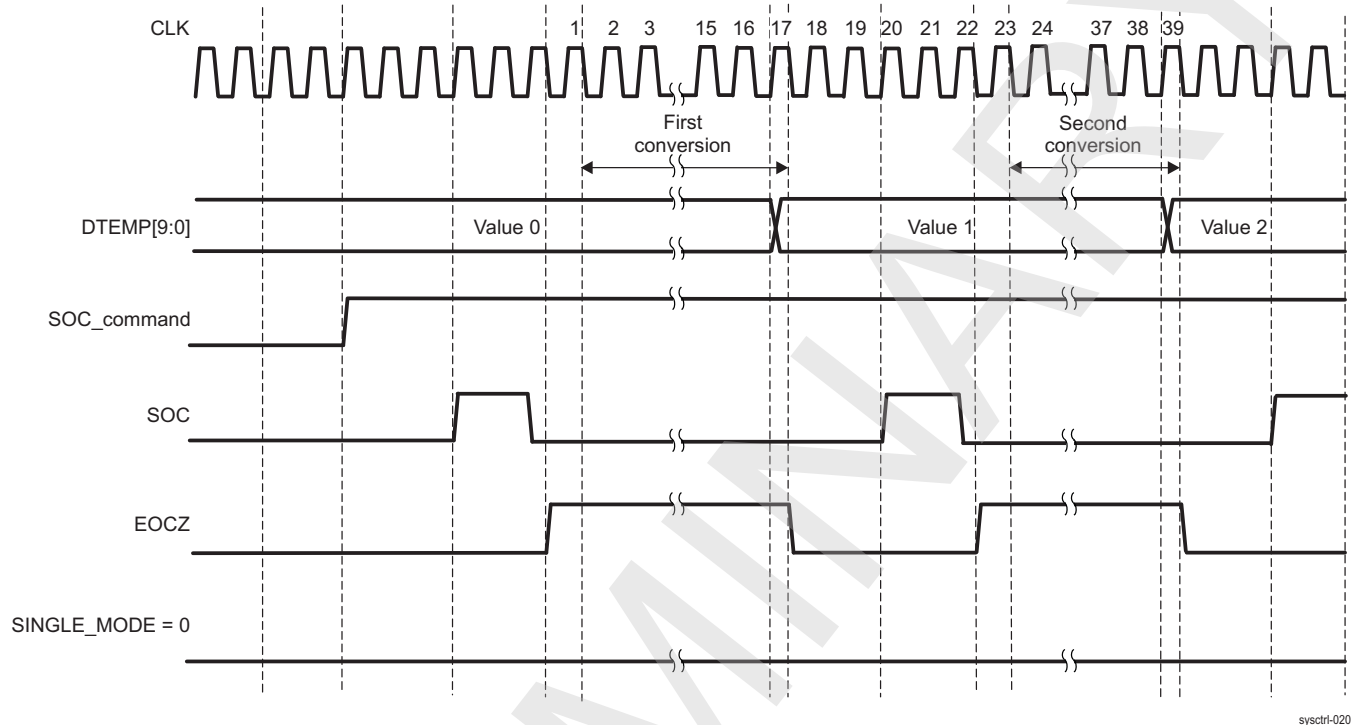 CLK
1 2 3 15 16 17 18 19 20 21 22 23 24 37 38 39
First
conversion
Second
conversion
DTEMP[9:0]
Value 0
Value 1
Value 2
SOC_command
SOC
EOCZ
SINGLE_MODE = 0
sysctrl-020
MINARY